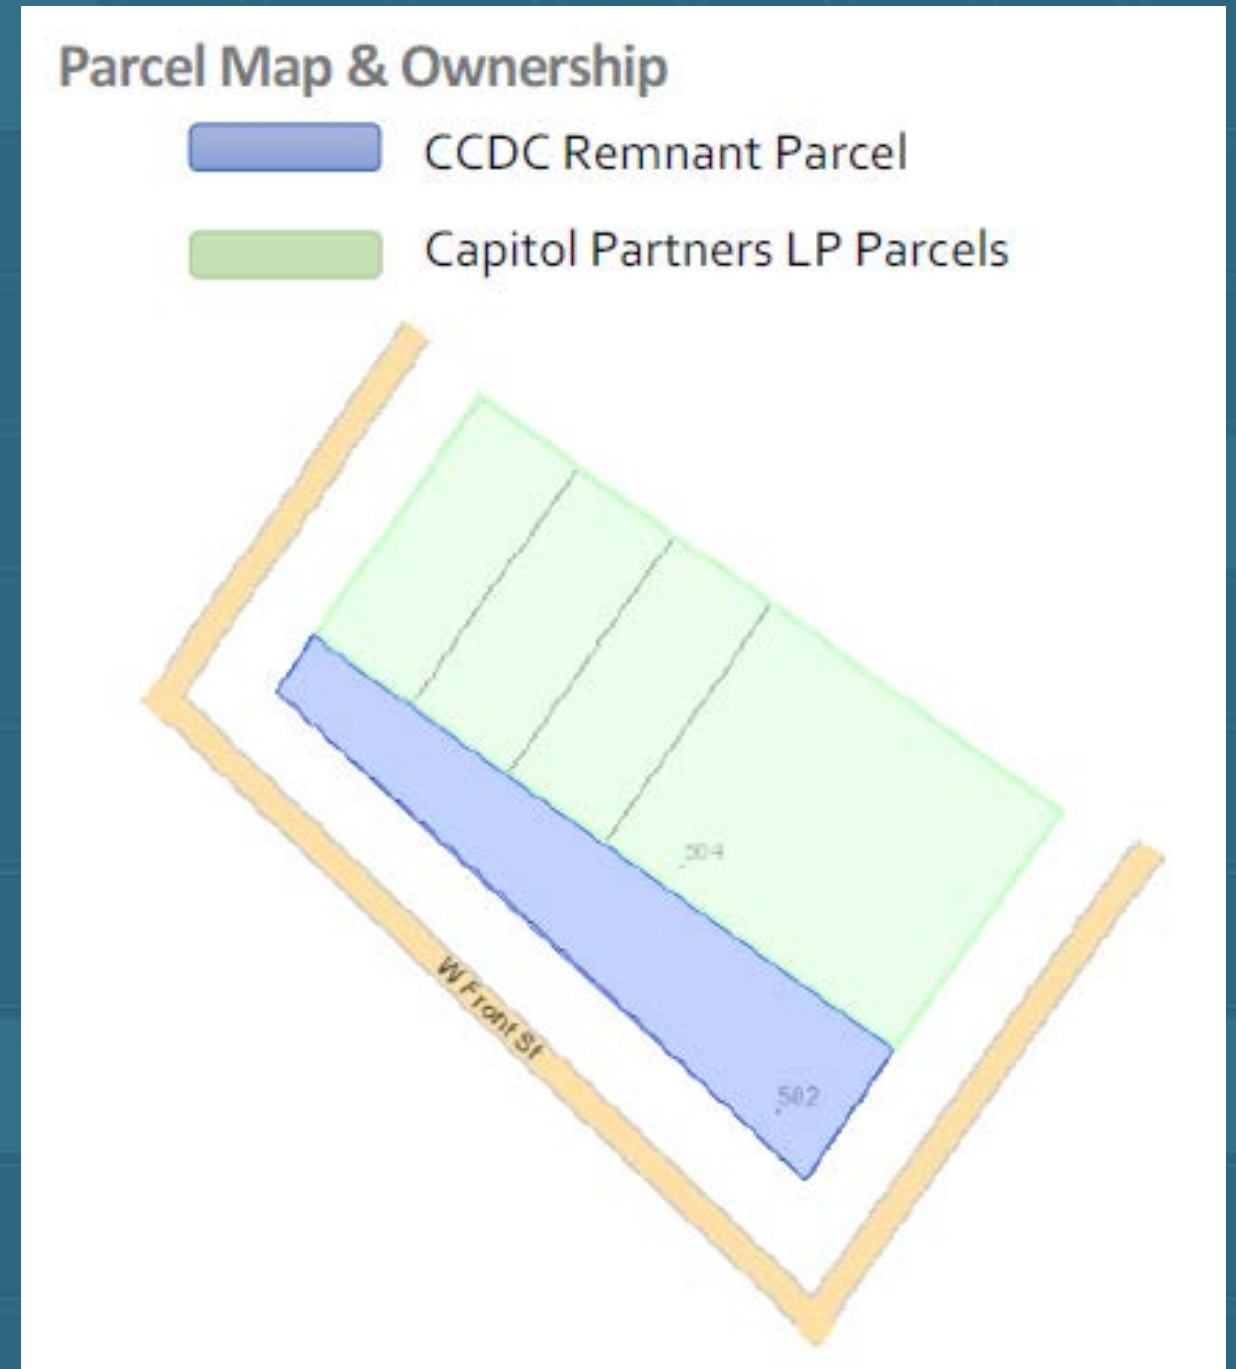 Parcel Map & Ownership
CCDC Remnant Parcel
Capitol Partners LP Parcels
504
W Front St
502